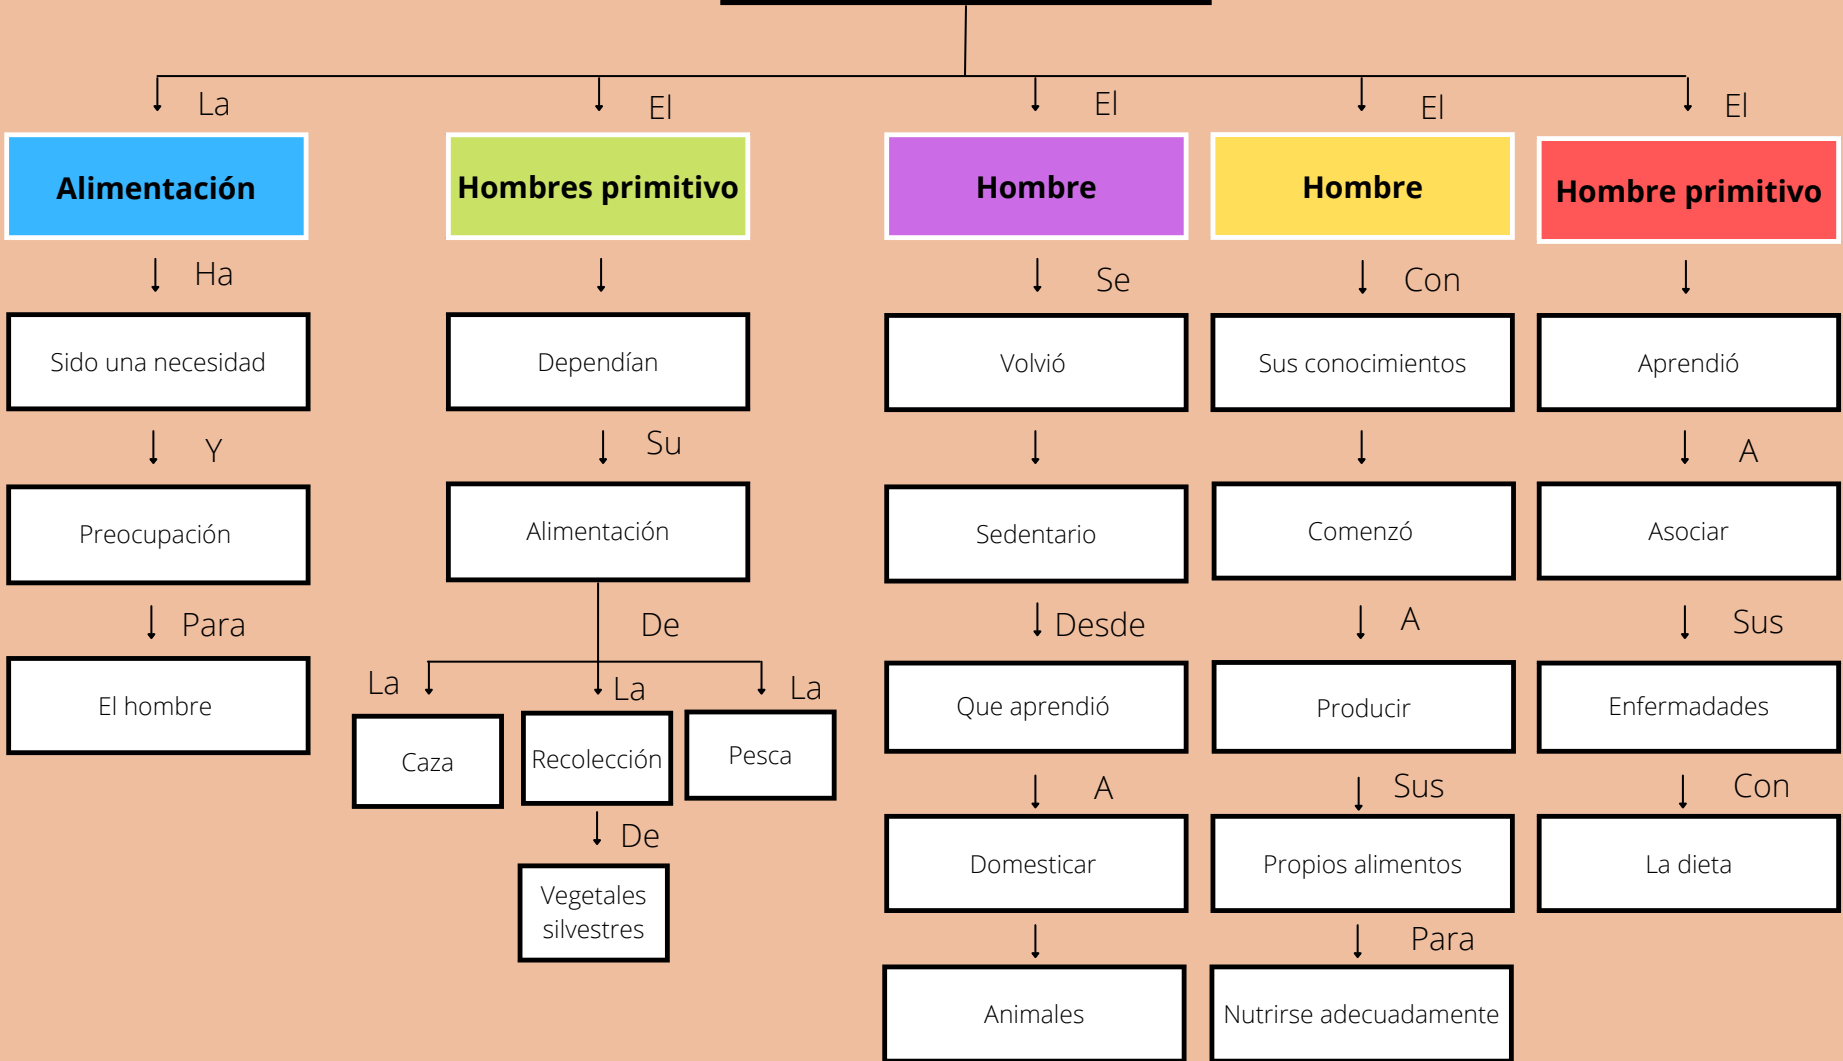 La
Alimentación
Ha
Sido una necesidad
Y
Preocupación
Para
El hombre
El
Hombres primitivo
Dependían
Su
Alimentación
De
La
Caza
La
Recolección
De
Vegetales
silvestres
La
Pesca
El
Hombre
Se
Volvió
Sedentario
Desde
Que aprendió
A
Domesticar
Animales
El
Hombre
Con
Sus conocimientos
Comenzó
A
Producir
Sus
Propios alimentos
Para
Nutrirse adecuadamente
El
Hombre primitivo
Aprendió
A
Asociar
Sus
Enfermadades
Con
La dieta